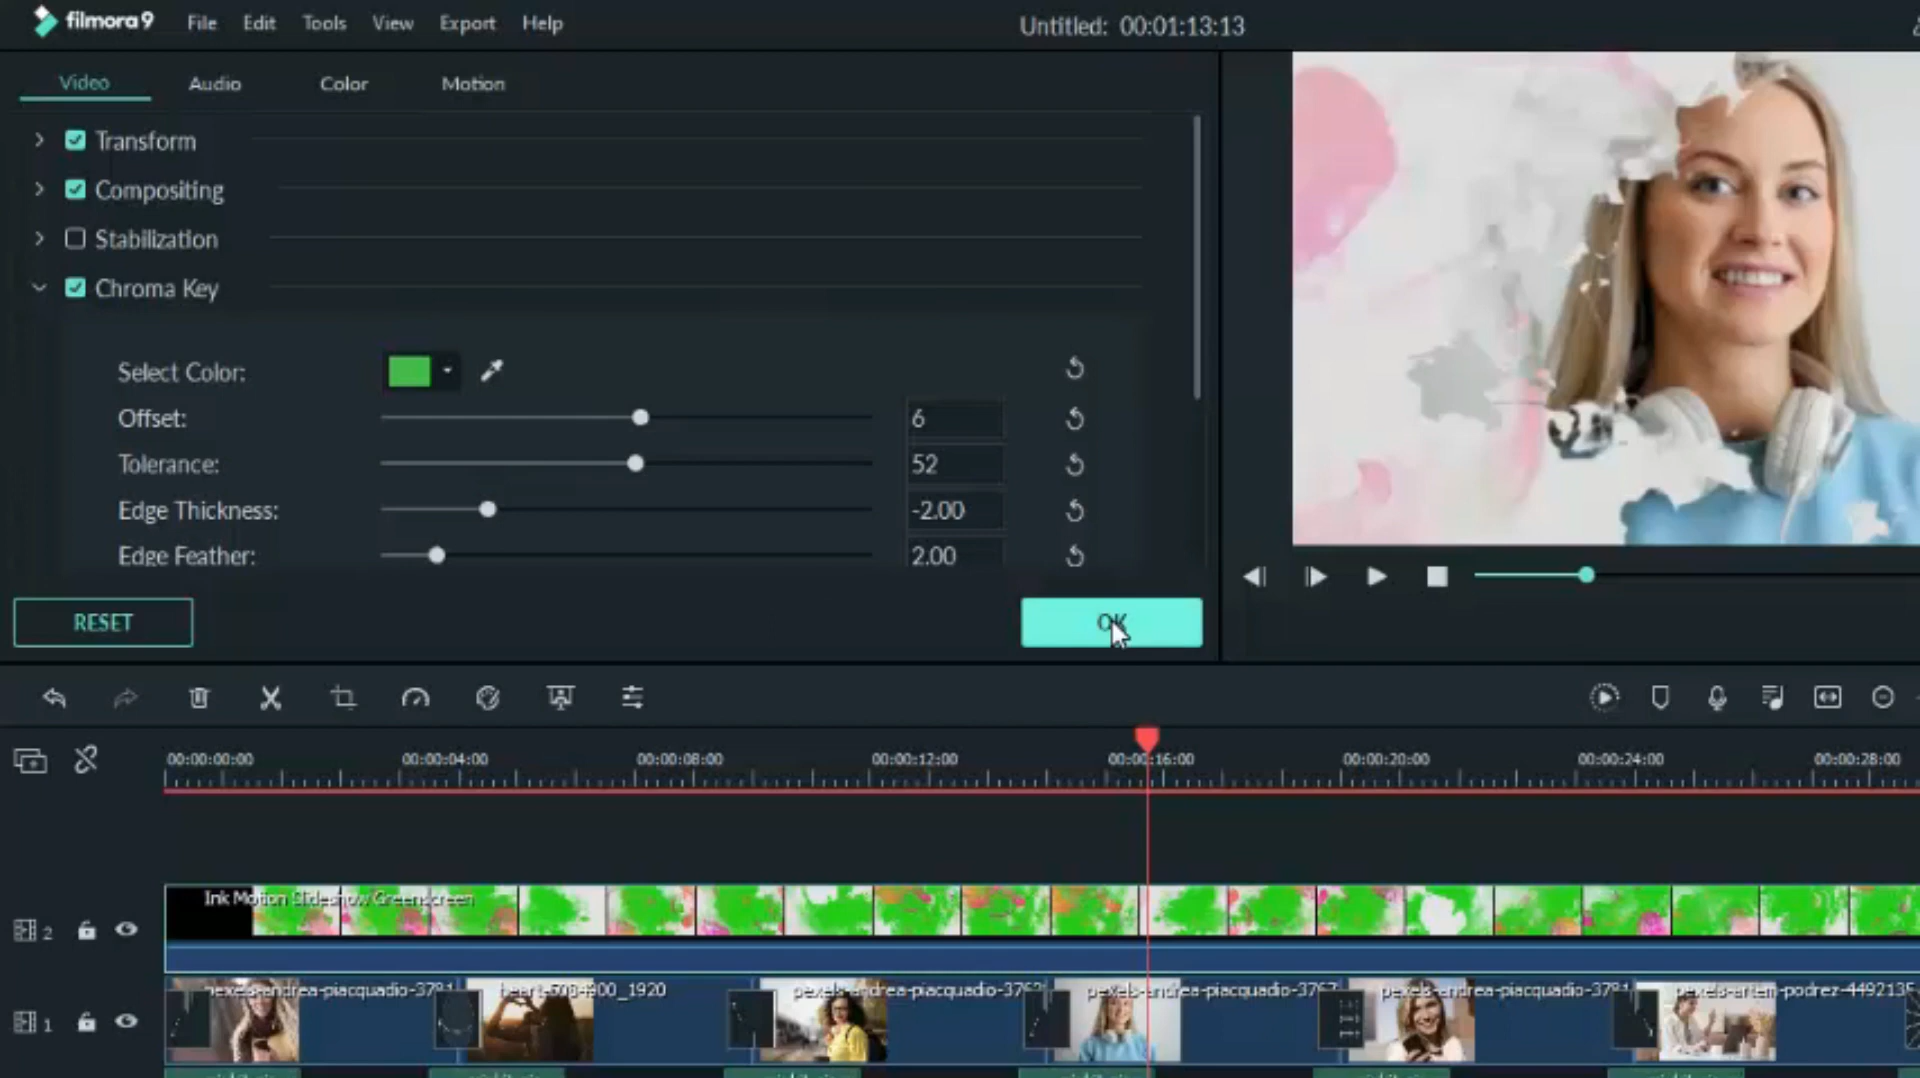 filmora9 File Edit Tools View Export Help
Untitled: 00:01:13:13
Video Audio Color Motion
Transform
Compositing
Stabilization
Chroma Key
Select Color:
Offset: 6
Tolerance: 52
Edge Thickness: -2.00
Edge Feather: 2.00
RESET
OK
00:00:00:00 00:00:04:00 00:00:08:00 00:00:12:00 00:00:16:00 00:00:20:00 00:00:24:00 00:00:28:00
Ink Motion Slideshow Greenscreen
2
pexels-andrea-piacquadio-3781 heart-5084900_1920 pexels-andrea-piacquadio-3762 pexels-andrea-piacquadio-3767 pexels-andrea-piacquadio-3781 pexels-artem-podrez-4492135
1